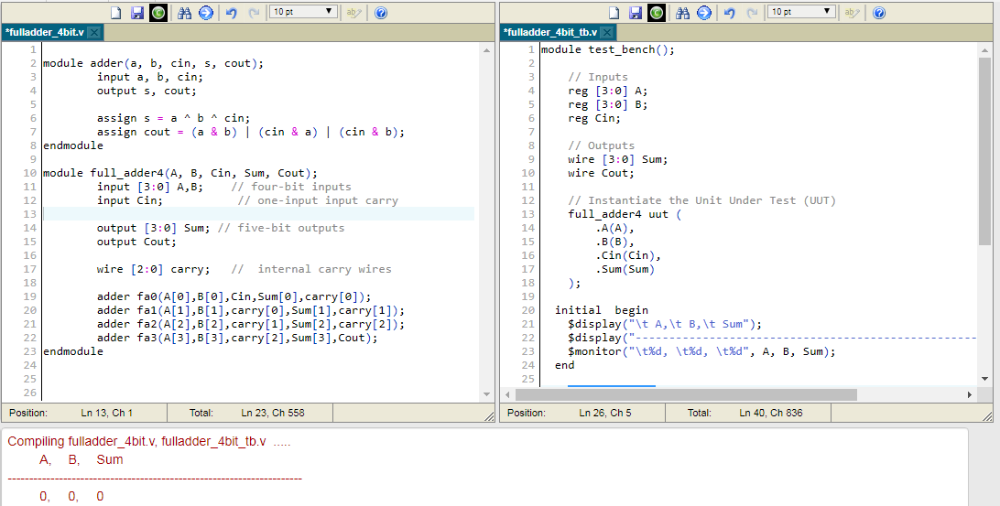 10 pt
*fulladder_4bit.v
1
2 module adder(a, b, cin, s, cout);
3 input a, b, cin;
4 output s, cout;
5
6 assign s = a ^ b ^ cin;
7 assign cout = (a & b) | (cin & a) | (cin & b);
8 endmodule
9
10 module full_adder4(A, B, Cin, Sum, Cout);
11 input [3:0] A,B; // four-bit inputs
12 input Cin; // one-input input carry
13
14 output [3:0] Sum; // five-bit outputs
15 output Cout;
16
17 wire [2:0] carry; // internal carry wires
18
19 adder fa0(A[0],B[0],Cin,Sum[0],carry[0]);
20 adder fa1(A[1],B[1],carry[0],Sum[1],carry[1]);
21 adder fa2(A[2],B[2],carry[1],Sum[2],carry[2]);
22 adder fa3(A[3],B[3],carry[2],Sum[3],Cout);
23 endmodule
24
25
26
Position: Ln 13, Ch 1 Total: Ln 23, Ch 558
10 pt
*fulladder_4bit_tb.v
1 module test_bench();
2
3 // Inputs
4 reg [3:0] A;
5 reg [3:0] B;
6 reg Cin;
7
8 // Outputs
9 wire [3:0] Sum;
10 wire Cout;
11
12 // Instantiate the Unit Under Test (UUT)
13 full_adder4 uut (
14 .A(A),
15 .B(B),
16 .Cin(Cin),
17 .Sum(Sum)
18 );
19
20 initial begin
21 $display("\t A,\t B,\t Sum");
22 $display("----------------------------------------------------
23 $monitor("\t%d, \t%d, \t%d", A, B, Sum);
24 end
25
Position: Ln 26, Ch 5 Total: Ln 40, Ch 836
Compiling fulladder_4bit.v, fulladder_4bit_tb.v .....
A, B, Sum
--------------------------------------------------------------------------------
0, 0, 0